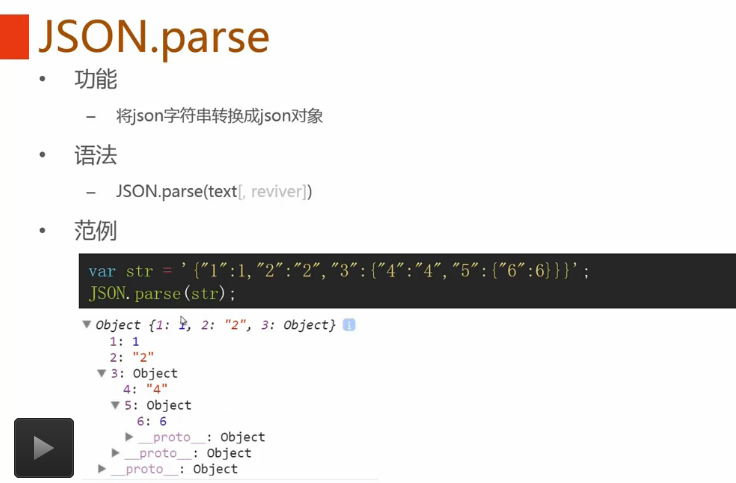 JSON.parse
• 功能
– 将json字符串转换成json对象
• 语法
– JSON.parse(text[, reviver])
• 范例
var str = '{"1":1,"2":"2","3":{"4":"4","5":{"6":6}}}';
JSON.parse(str);
▼ Object {1: 1, 2: "2", 3: Object} i
1: 1
2: "2"
▼ 3: Object
4: "4"
▼ 5: Object
6: 6
▶ __proto__: Object
▶ __proto__: Object
▶ __proto__: Object